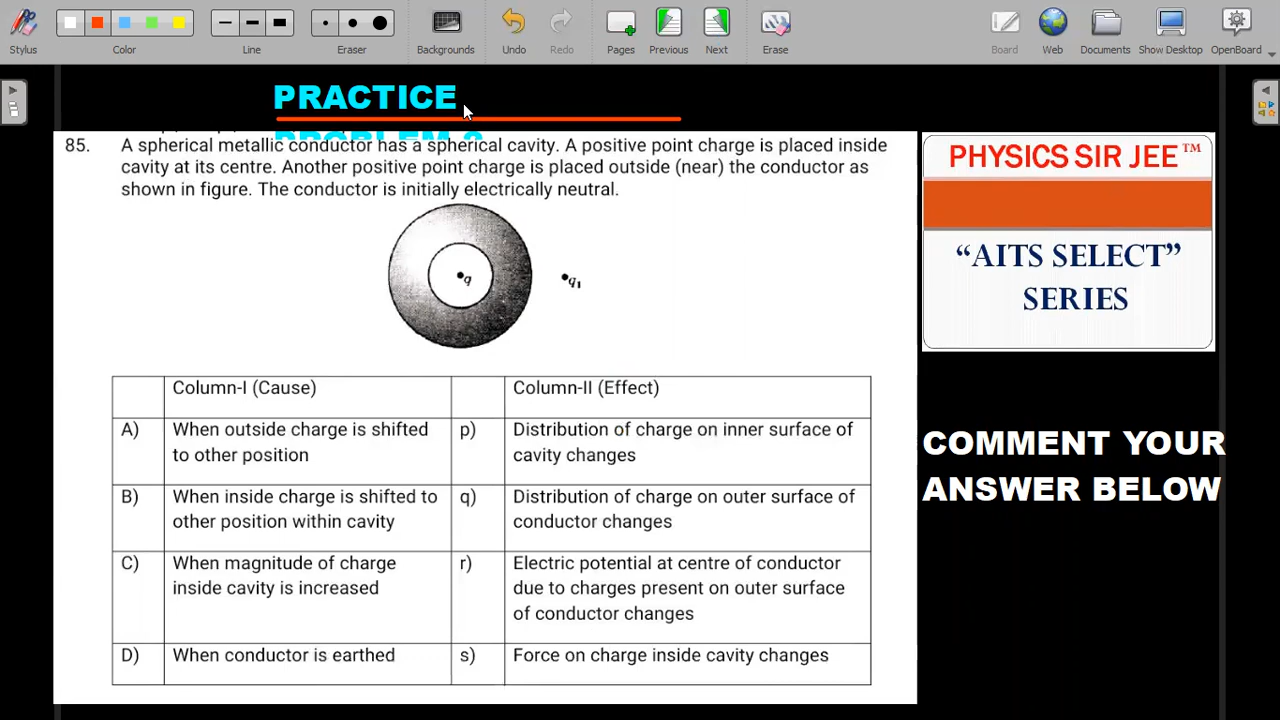 Stylus
Color
Line
Eraser
Backgrounds
Undo
Redo
Pages
Previous
Next
Erase
Board
Web
Documents
Show Desktop
OpenBoard
PRACTICE
85. A spherical metallic conductor has a spherical cavity. A positive point charge is placed inside
cavity at its centre. Another positive point charge is placed outside (near) the conductor as
shown in figure. The conductor is initially electrically neutral.
q
q₁
Column-I (Cause) Column-II (Effect)
A) When outside charge is shifted p) Distribution of charge on inner surface of
to other position cavity changes
B) When inside charge is shifted to q) Distribution of charge on outer surface of
other position within cavity conductor changes
C) When magnitude of charge r) Electric potential at centre of conductor
inside cavity is increased due to charges present on outer surface
of conductor changes
D) When conductor is earthed s) Force on charge inside cavity changes
PHYSICS SIR JEE™
“AITS SELECT”
SERIES
COMMENT YOUR
ANSWER BELOW